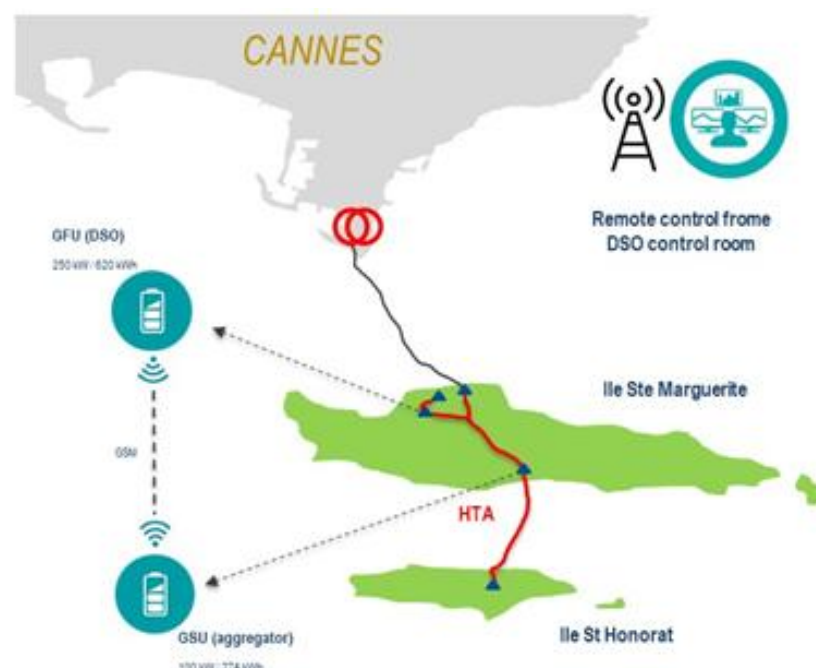 CANNES
Remote control frome
DSO control room
GFU (DSO)
250 kW / 620 kWh
Ile Ste Marguerite
GSM
HTA
GSU (aggregator)
Ile St Honorat